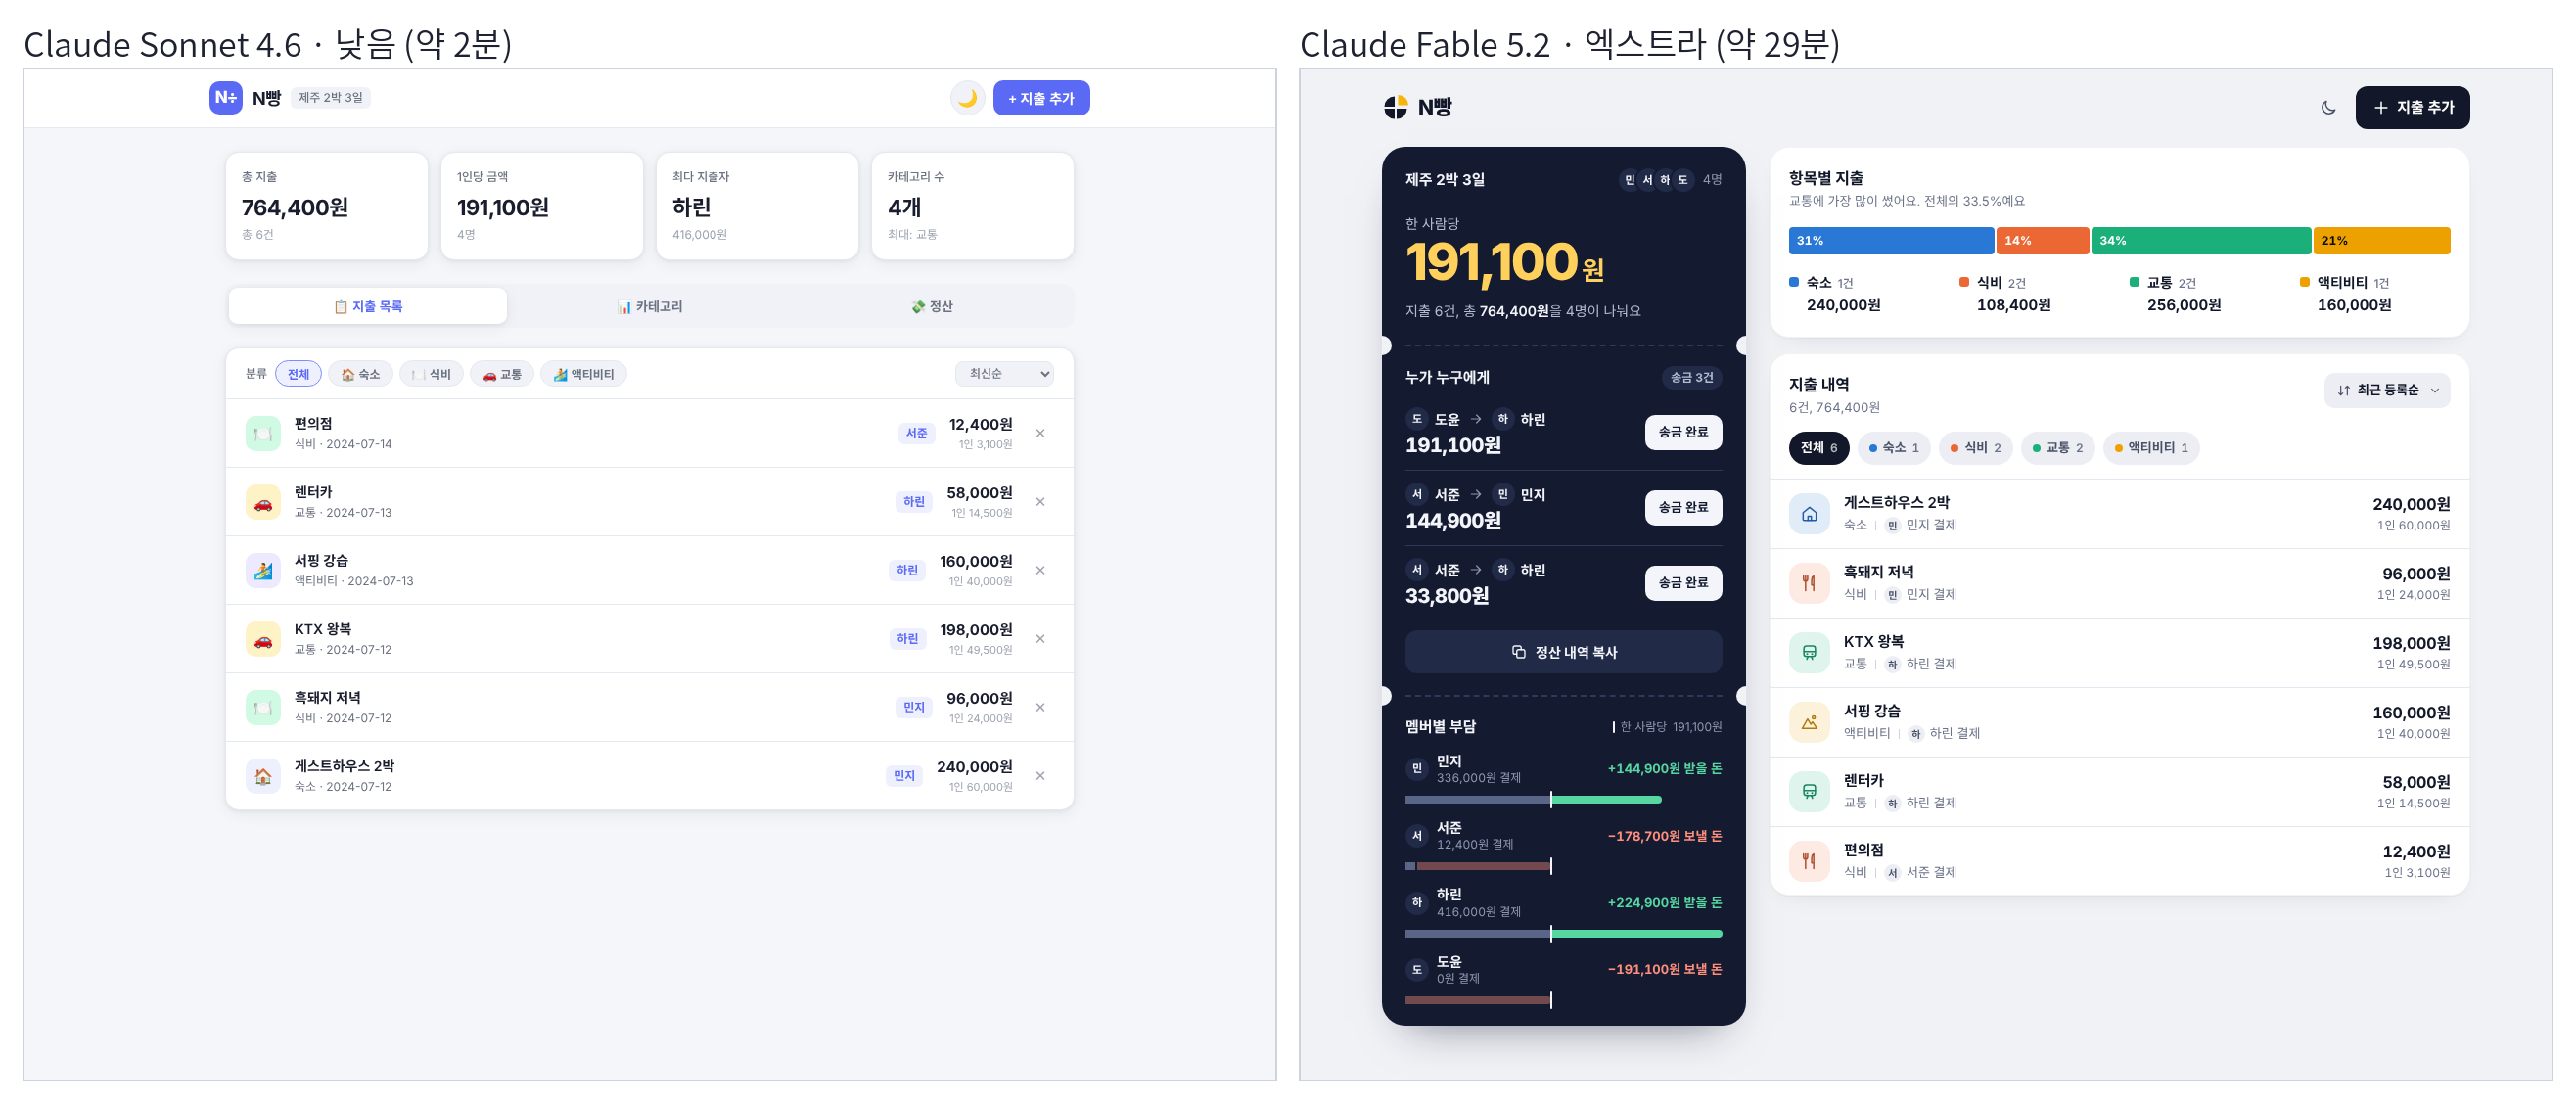 Claude Sonnet 4.6 · 낮음 (약 2분)
N÷ N빵 제주 2박 3일
+ 지출 추가
총 지출
764,400원
총 6건
1인당 금액
191,100원
4명
최다 지출자
하린
416,000원
카테고리 수
4개
최대: 교통
지출 목록
카테고리
정산
분류 전체 숙소 식비 교통 액티비티 최신순
편의점
식비 · 2024-07-14
서준
12,400원
1인 3,100원
×
렌터카
교통 · 2024-07-13
하린
58,000원
1인 14,500원
×
서핑 강습
액티비티 · 2024-07-13
하린
160,000원
1인 40,000원
×
KTX 왕복
교통 · 2024-07-12
하린
198,000원
1인 49,500원
×
흑돼지 저녁
식비 · 2024-07-12
민지
96,000원
1인 24,000원
×
게스트하우스 2박
숙소 · 2024-07-12
민지
240,000원
1인 60,000원
×
Claude Fable 5.2 · 엑스트라 (약 29분)
N빵
+ 지출 추가
제주 2박 3일
민 서 하 도 4명
한 사람당
191,100원
지출 6건, 총 764,400원을 4명이 나눠요
누가 누구에게
송금 3건
도 도윤 → 하 하린
191,100원
송금 완료
서 서준 → 민 민지
144,900원
송금 완료
서 서준 → 하 하린
33,800원
송금 완료
정산 내역 복사
멤버별 부담
한 사람당 191,100원
민 민지
336,000원 결제
+144,900원 받을 돈
서 서준
12,400원 결제
−178,700원 보낼 돈
하 하린
416,000원 결제
+224,900원 받을 돈
도 도윤
0원 결제
−191,100원 보낼 돈
항목별 지출
교통에 가장 많이 썼어요. 전체의 33.5%예요
31% 14% 34% 21%
숙소 1건
240,000원
식비 2건
108,400원
교통 2건
256,000원
액티비티 1건
160,000원
지출 내역
6건, 764,400원
최근 등록순
전체 6 숙소 1 식비 2 교통 2 액티비티 1
게스트하우스 2박
숙소 | 민 민지 결제
240,000원
1인 60,000원
흑돼지 저녁
식비 | 민 민지 결제
96,000원
1인 24,000원
KTX 왕복
교통 | 하 하린 결제
198,000원
1인 49,500원
서핑 강습
액티비티 | 하 하린 결제
160,000원
1인 40,000원
렌터카
교통 | 하 하린 결제
58,000원
1인 14,500원
편의점
식비 | 서 서준 결제
12,400원
1인 3,100원